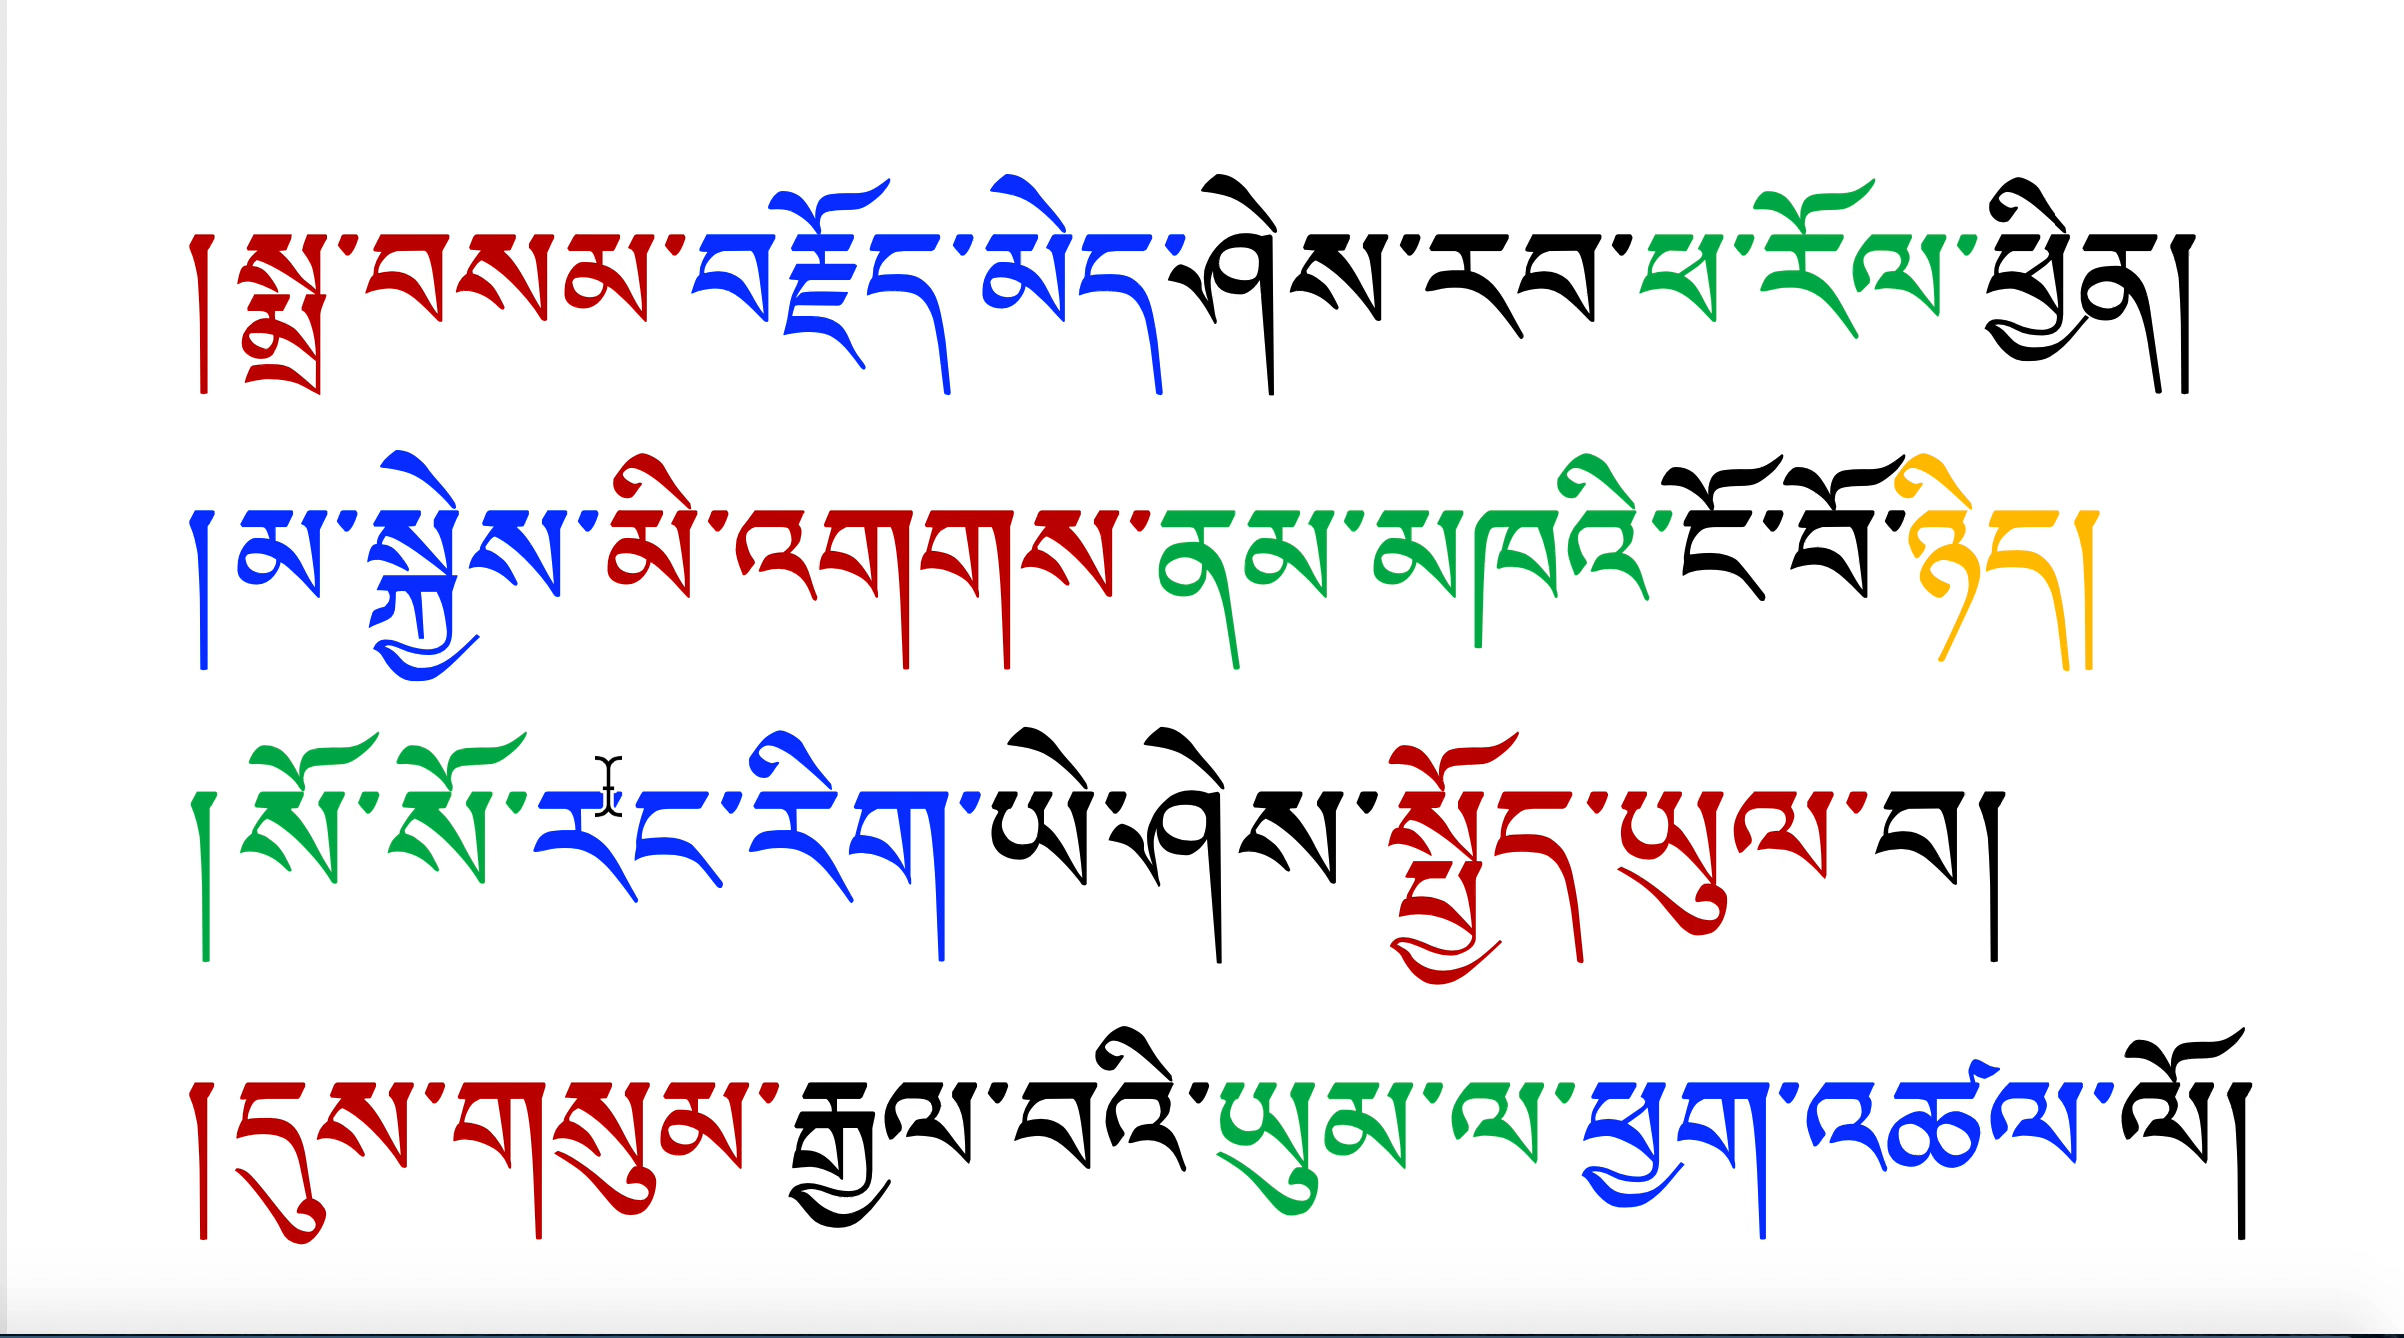 །སྨྲ་བསམ་བརྗོད་མེད་ཤེས་རབ་ཕ་རོལ་ཕྱིན།
།མ་སྐྱེས་མི་འགགས་ནམ་མཁའི་ངོ་བོ་ཉིད།
།སོ་སོ་རང་རིག་ཡེ་ཤེས་སྤྱོད་ཡུལ་བ།
།དུས་གསུམ་རྒྱལ་བའི་ཡུམ་ལ་ཕྱག་འཚལ་ལོ།